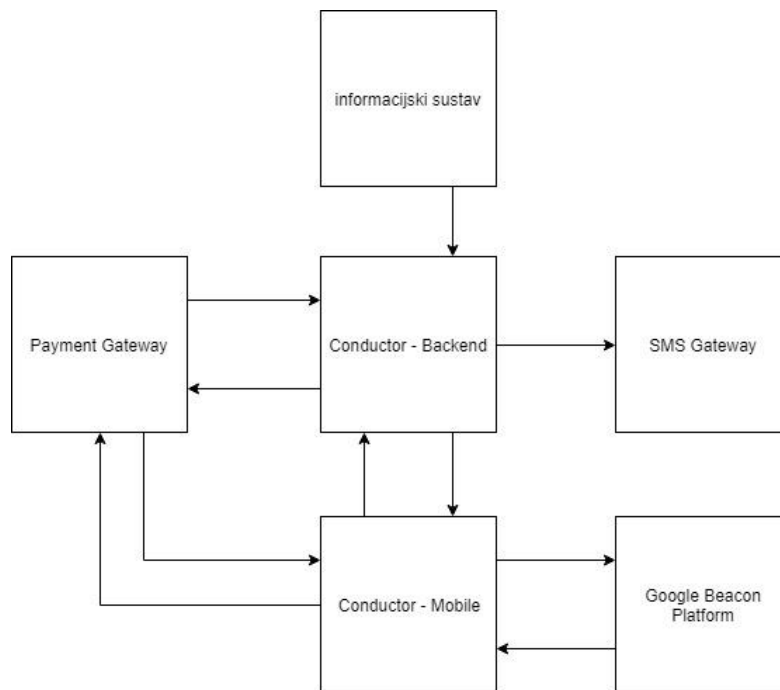 informacijski sustav
Payment Gateway
Conductor - Backend
SMS Gateway
Conductor - Mobile
Google Beacon
Platform